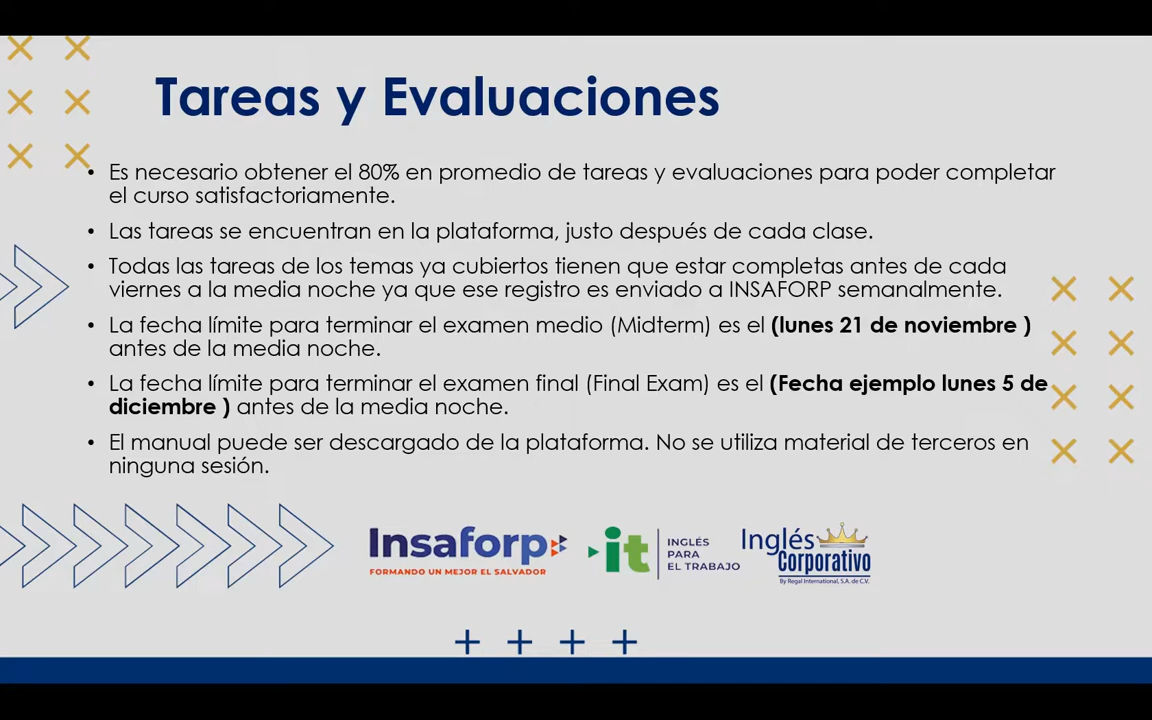 Tareas y Evaluaciones
• Es necesario obtener el 80% en promedio de tareas y evaluaciones para poder completar
el curso satisfactoriamente.
• Las tareas se encuentran en la plataforma, justo después de cada clase.
• Todas las tareas de los temas ya cubiertos tienen que estar completas antes de cada
viernes a la media noche ya que ese registro es enviado a INSAFORP semanalmente.
• La fecha límite para terminar el examen medio (Midterm) es el (lunes 21 de noviembre )
antes de la media noche.
• La fecha límite para terminar el examen final (Final Exam) es el (Fecha ejemplo lunes 5 de
diciembre ) antes de la media noche.
• El manual puede ser descargado de la plataforma. No se utiliza material de terceros en
ninguna sesión.
Insaforp
FORMANDO UN MEJOR EL SALVADOR
it
INGLÉS
PARA
EL TRABAJO
Inglés
Corporativo
By Regal International, S.A. de C.V.